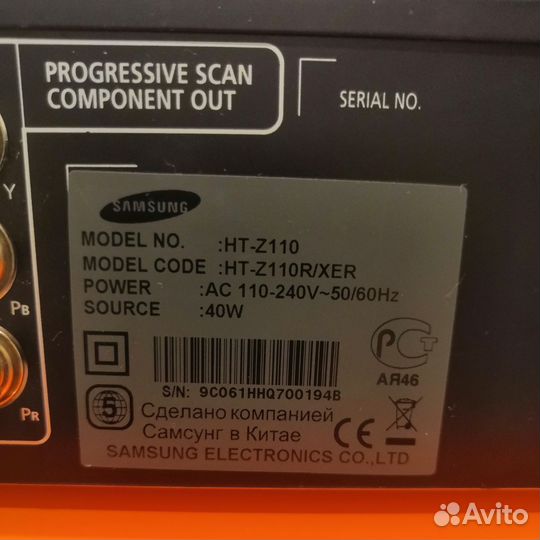 PROGRESSIVE SCAN
COMPONENT OUT
SERIAL NO.
Y
PB
PR
SAMSUNG
MODEL NO. :HT-Z110
MODEL CODE :HT-Z110R/XER
POWER :AC 110-240V~50/60Hz
SOURCE :40W
PCT
АЯ46
S/N: 9C061HHQ700194B
5
Сделано компанией
Самсунг в Китае
CE
SAMSUNG ELECTRONICS CO.,LTD
Avito